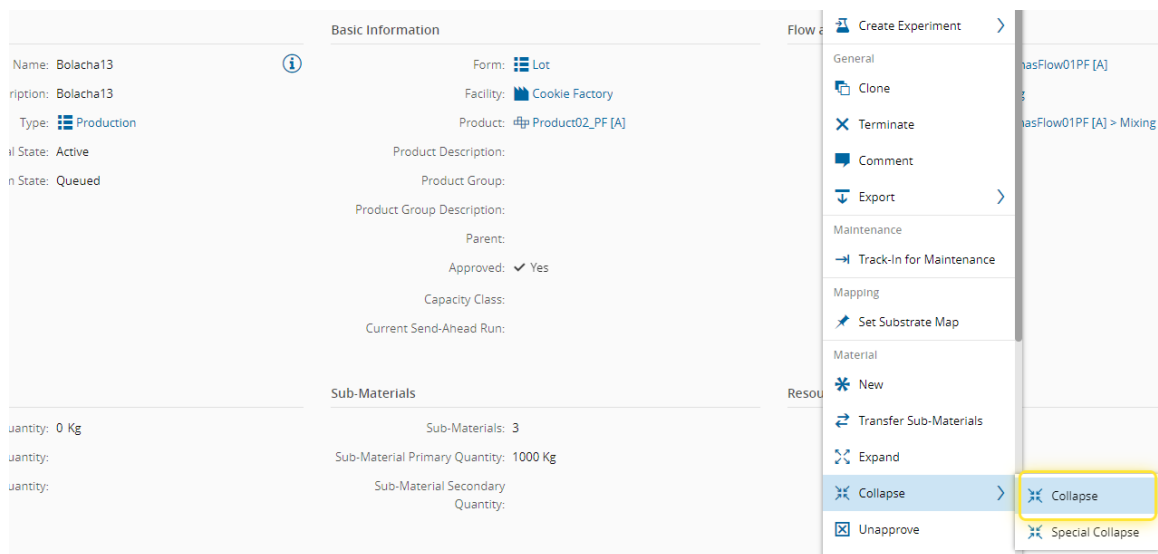 Basic Information
Flow a
Name: Bolacha13
ription: Bolacha13
Type: Production
al State: Active
n State: Queued
Form: Lot
Facility: Cookie Factory
Product: Product02_PF [A]
Product Description:
Product Group:
Product Group Description:
Parent:
Approved: Yes
Capacity Class:
Current Send-Ahead Run:
nasFlow01PF [A]
nasFlow01PF [A] > Mixing
Sub-Materials
Resou
uantity: 0 Kg
uantity:
uantity:
Sub-Materials: 3
Sub-Material Primary Quantity: 1000 Kg
Sub-Material Secondary
Quantity:
Create Experiment
General
Clone
Terminate
Comment
Export
Maintenance
Track-In for Maintenance
Mapping
Set Substrate Map
Material
New
Transfer Sub-Materials
Expand
Collapse
Unapprove
Collapse
Special Collapse